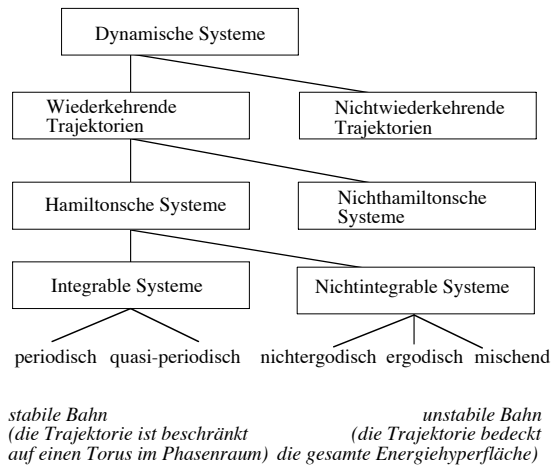 Dynamische Systeme
Wiederkehrende
Trajektorien
Nichtwiederkehrende
Trajektorien
Hamiltonsche Systeme
Nichthamiltonsche
Systeme
Integrable Systeme
Nichtintegrable Systeme
periodisch quasi-periodisch
nichtergodisch ergodisch mischend
stabile Bahn
(die Trajektorie ist beschränkt
auf einen Torus im Phasenraum)
unstabile Bahn
(die Trajektorie bedeckt
die gesamte Energiehyperfläche)